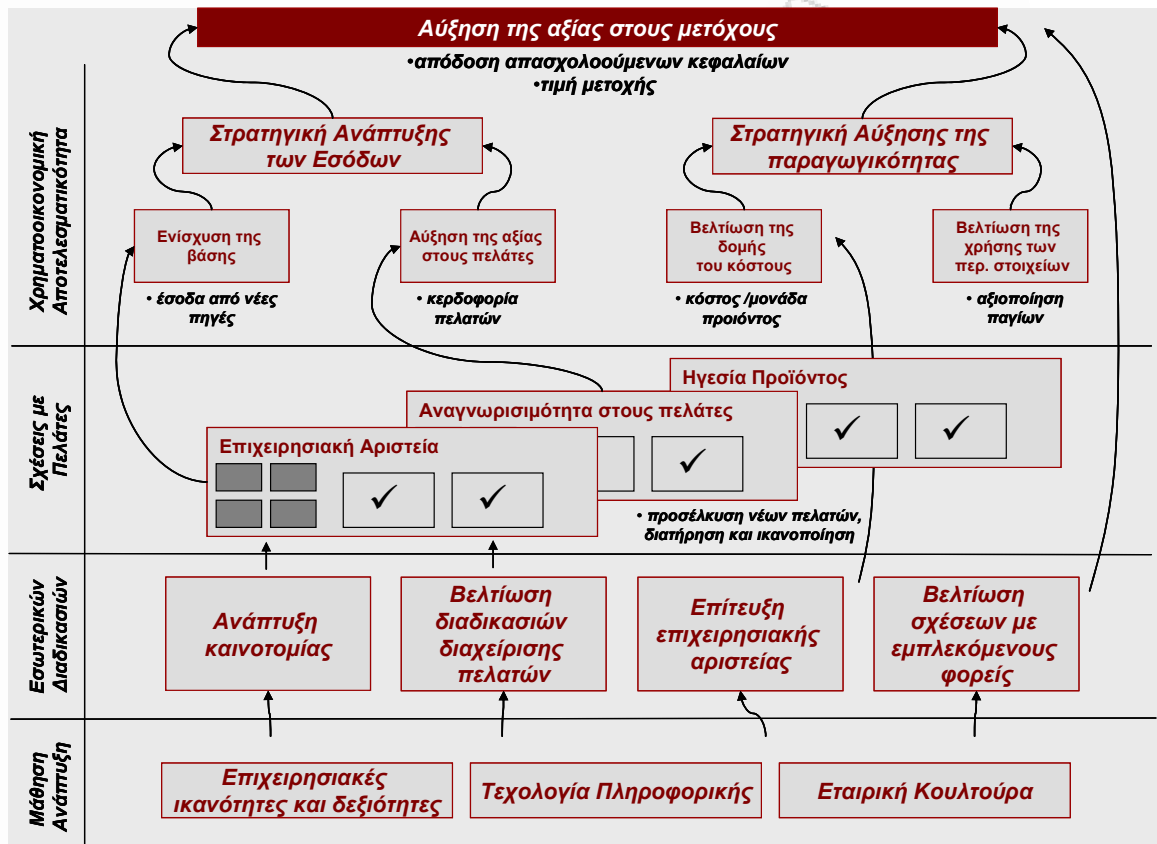 Αύξηση της αξίας στους μετόχους
•απόδοση απασχολοούμενων κεφαλαίων
•τιμή μετοχής
Χρηματοοικονομική
Αποτελεσματικότητα
Στρατηγική Ανάπτυξης
των Εσόδων
Στρατηγική Αύξησης της
παραγωγικότητας
Ενίσχυση της
βάσης
Αύξηση της αξίας
στους πελάτες
Βελτίωση της
δομής
του κόστους
Βελτίωση της
χρήσης των
περ. στοιχείων
• έσοδα από νέες
πηγές
• κερδοφορία
πελατών
• κόστος /μονάδα
προιόντος
• αξιοποίηση
παγίων
Σχέσεις με
Πελάτες
Ηγεσία Προϊόντος
Αναγνωρισιμότητα στους πελάτες
Επιχειρησιακή Αριστεία
• προσέλκυση νέων πελατών,
διατήρηση και ικανοποίηση
Εσωτερικών
Διαδικασιών
Ανάπτυξη
καινοτομίας
Βελτίωση
διαδικασιών
διαχείρισης
πελατών
Επίτευξη
επιχειρησιακής
αριστείας
Βελτίωση
σχέσεων με
εμπλεκόμενους
φορείς
Μάθηση
Ανάπτυξη
Επιχειρησιακές
ικανότητες και δεξιότητες
Τεχολογία Πληροφορικής
Εταιρική Κουλτούρα